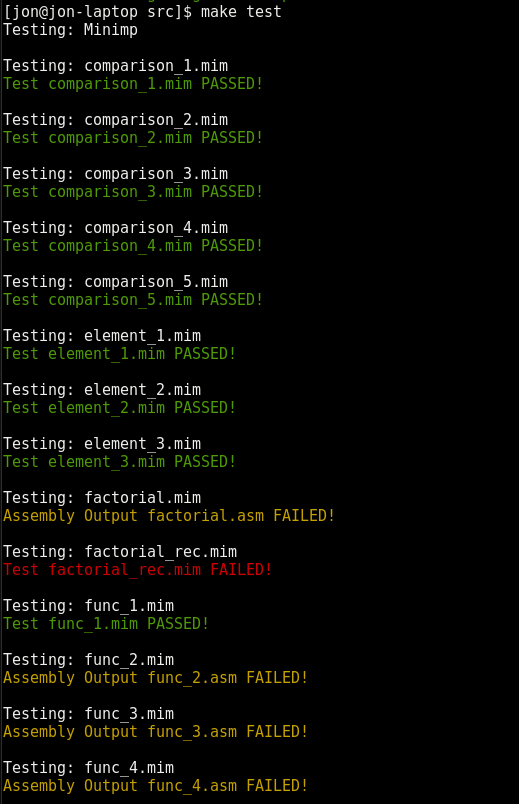 [jon@jon-laptop src]$ make test
Testing: Minimp
Testing: comparison_1.mim
Test comparison_1.mim PASSED!
Testing: comparison_2.mim
Test comparison_2.mim PASSED!
Testing: comparison_3.mim
Test comparison_3.mim PASSED!
Testing: comparison_4.mim
Test comparison_4.mim PASSED!
Testing: comparison_5.mim
Test comparison_5.mim PASSED!
Testing: element_1.mim
Test element_1.mim PASSED!
Testing: element_2.mim
Test element_2.mim PASSED!
Testing: element_3.mim
Test element_3.mim PASSED!
Testing: factorial.mim
Assembly Output factorial.asm FAILED!
Testing: factorial_rec.mim
Test factorial_rec.mim FAILED!
Testing: func_1.mim
Test func_1.mim PASSED!
Testing: func_2.mim
Assembly Output func_2.asm FAILED!
Testing: func_3.mim
Assembly Output func_3.asm FAILED!
Testing: func_4.mim
Assembly Output func_4.asm FAILED!